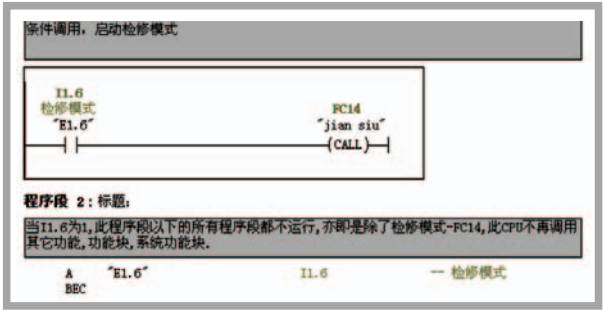 条件调用，启动检修模式
I1.6
检修模式
"E1.6"
FC14
"jian siu"
(CALL)
程序段 2：标题：
当I1.6为1,此程序段以下的所有程序段都不运行,亦即是除了检修模式-FC14,此CPU不再调用
其它功能,功能块,系统功能块.
A "E1.6" I1.6 -- 检修模式
BEC